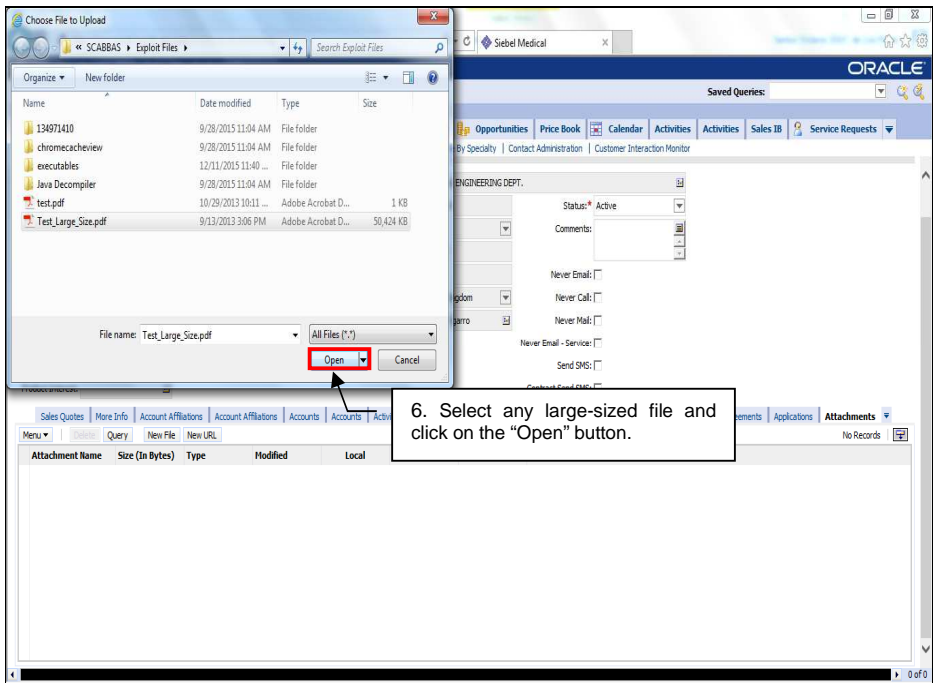 Choose File to Upload
« SCABBAS ▸ Exploit Files ▸
Search Exploit Files
Siebel Medical
ORACLE
Organize
New folder
Saved Queries:
Name Date modified Type Size
134971410 9/28/2015 11:04 AM File folder
chromecacheview 9/28/2015 11:04 AM File folder
executables 12/11/2015 11:40 ... File folder
Java Decompiler 9/28/2015 11:04 AM File folder
test.pdf 10/29/2013 10:11 ... Adobe Acrobat D... 1 KB
Test_Large_Size.pdf 9/13/2013 3:06 PM Adobe Acrobat D... 50,424 KB
Opportunities Price Book Calendar Activities Activities Sales IB Service Requests
By Specialty | Contact Administration | Customer Interaction Monitor
ENGINEERING DEPT.
Status:* Active
Comments:
Never Email:
gdom Never Call:
garro Never Mail:
Never Email - Service:
Send SMS:
File name: Test_Large_Size.pdf All Files (*.*)
Open Cancel
6. Select any large-sized file and
click on the “Open” button.
Sales Quotes | More Info | Account Affiliations | Account Affiliations | Accounts | Accounts | Activi
ements | Applications | Attachments
Menu Delete Query New File New URL No Records
Attachment Name Size (In Bytes) Type Modified Local
0 of 0